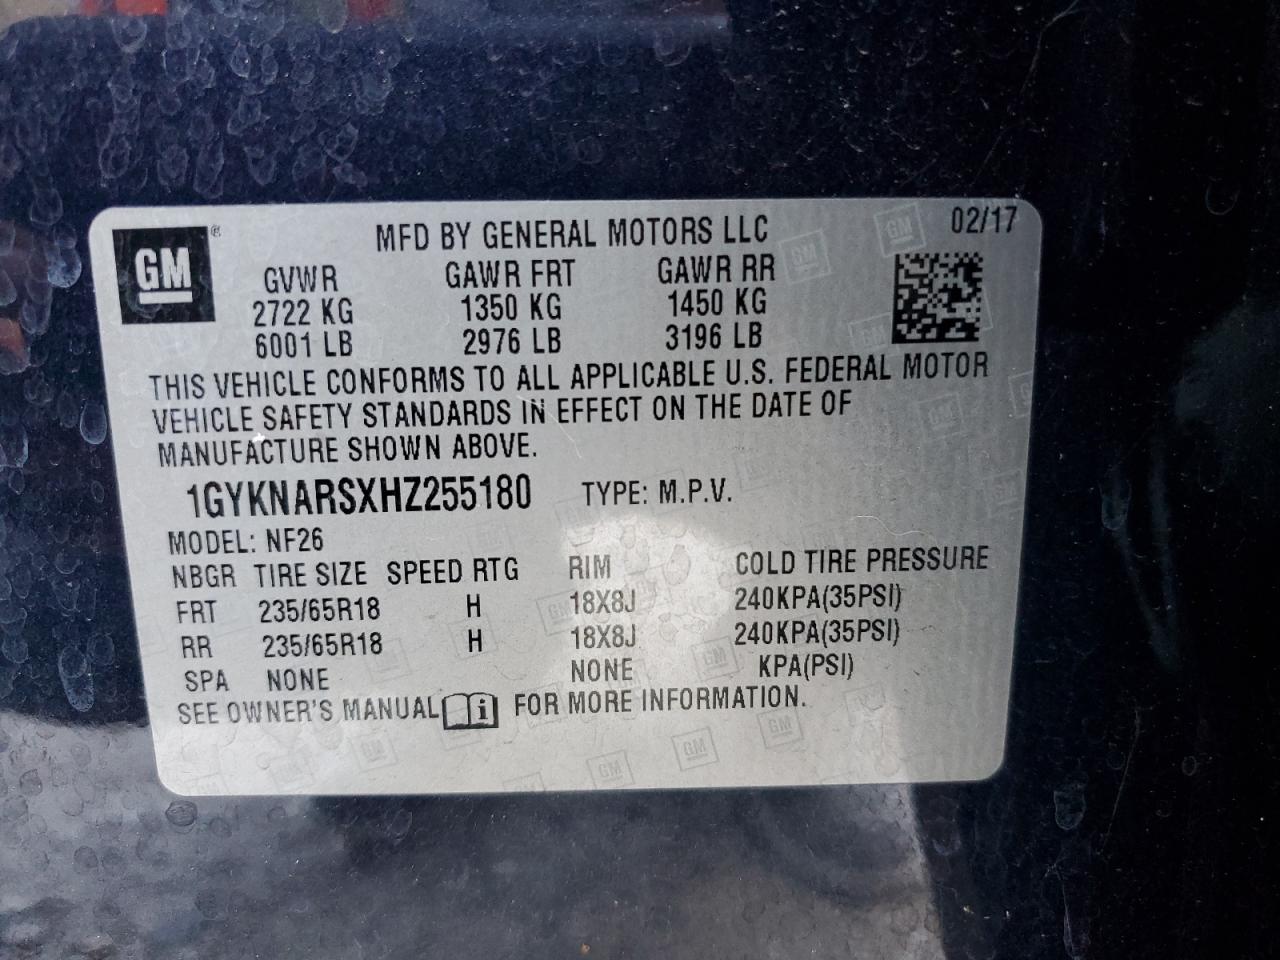 GM ® MFD BY GENERAL MOTORS LLC 02/17
GVWR GAWR FRT GAWR RR
2722 KG 1350 KG 1450 KG
6001 LB 2976 LB 3196 LB
THIS VEHICLE CONFORMS TO ALL APPLICABLE U.S. FEDERAL MOTOR
VEHICLE SAFETY STANDARDS IN EFFECT ON THE DATE OF
MANUFACTURE SHOWN ABOVE.
1GYKNARSXHZ255180 TYPE: M.P.V.
MODEL: NF26
NBGR TIRE SIZE SPEED RTG RIM COLD TIRE PRESSURE
FRT 235/65R18 H 18X8J 240KPA(35PSI)
RR 235/65R18 H 18X8J 240KPA(35PSI)
SPA NONE NONE KPA(PSI)
SEE OWNER'S MANUAL i FOR MORE INFORMATION.